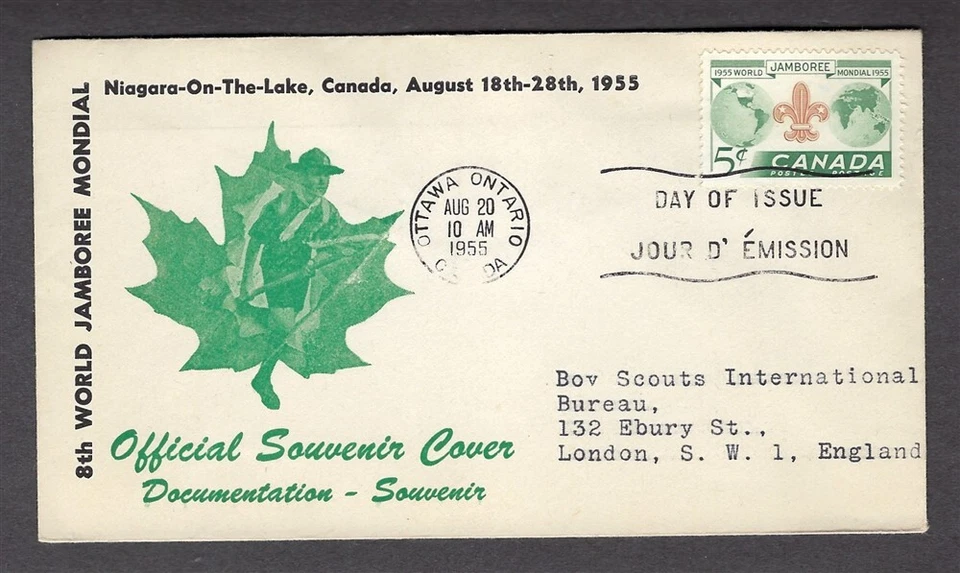 8th WORLD JAMBOREE MONDIAL
Niagara-On-The-Lake, Canada, August 18th-28th, 1955
1955 WORLD JAMBOREE MONDIAL 1955
5¢ CANADA
OTTAWA ONTARIO
AUG 20
10 AM
1955
DAY OF ISSUE
JOUR D' ÉMISSION
Boy Scouts International
Bureau,
132 Ebury St.,
London, S. W. 1, England
Official Souvenir Cover
Documentation - Souvenir